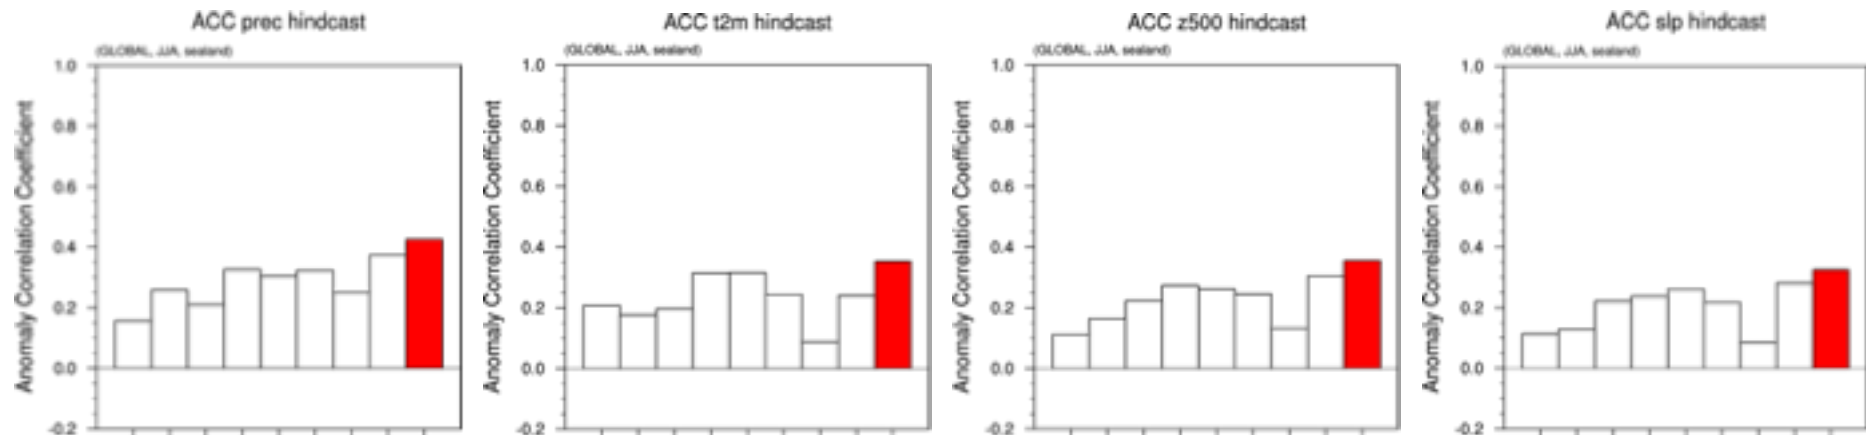 ACC prec hindcast
(GLOBAL, JJA, sealand)
Anomaly Correlation Coefficient
1.0
0.8
0.6
0.4
0.2
0.0
-0.2
ACC t2m hindcast
(GLOBAL, JJA, sealand)
Anomaly Correlation Coefficient
1.0
0.8
0.6
0.4
0.2
0.0
-0.2
ACC z500 hindcast
(GLOBAL, JJA, sealand)
Anomaly Correlation Coefficient
1.0
0.8
0.6
0.4
0.2
0.0
-0.2
ACC slp hindcast
(GLOBAL, JJA, sealand)
Anomaly Correlation Coefficient
1.0
0.8
0.6
0.4
0.2
0.0
-0.2